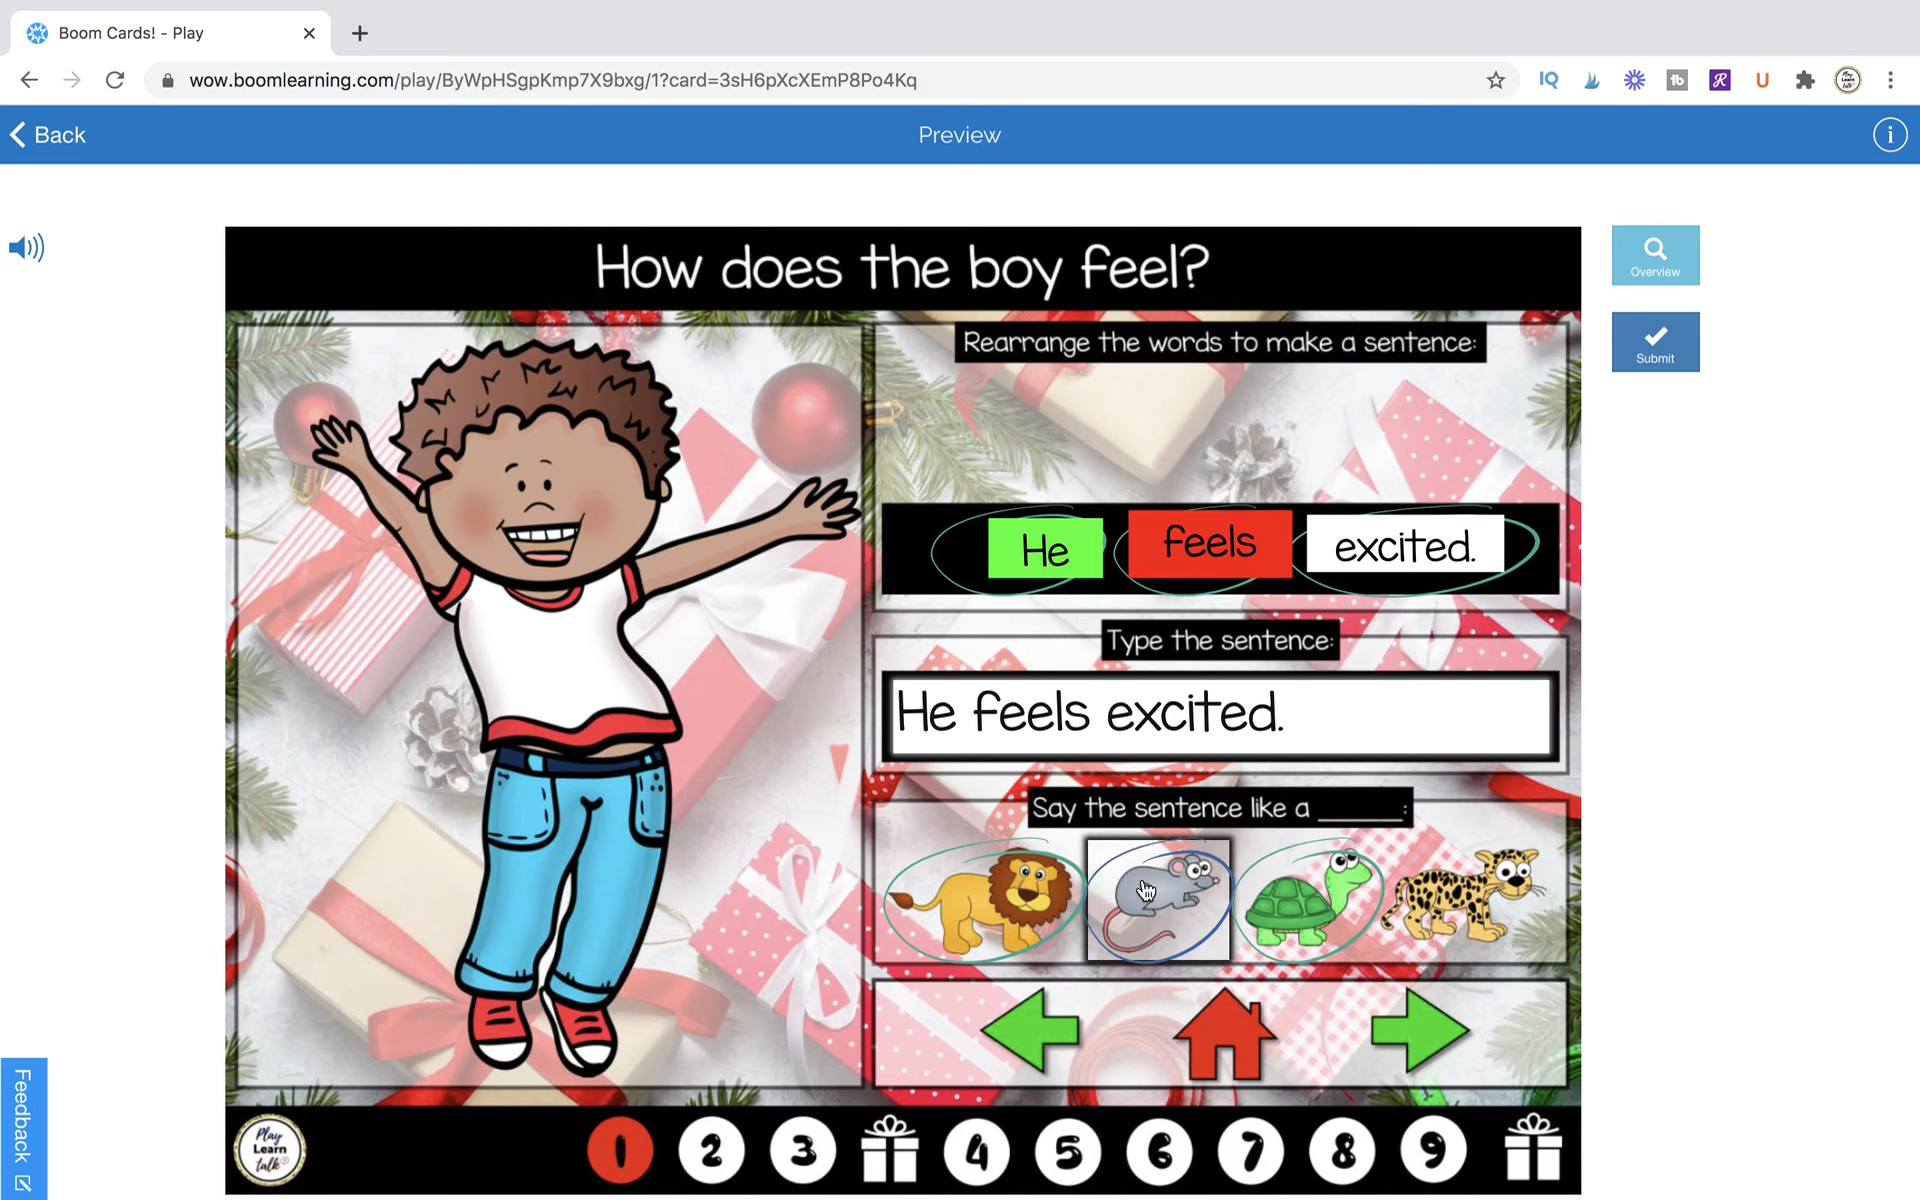 Boom Cards! - Play
wow.boomlearning.com/play/ByWpHSgpKmp7X9bxg/1?card=3sH6pXcXEmP8Po4Kq
IQ
tb
R
U
Back
Preview
i
How does the boy feel?
Overview
Submit
Rearrange the words to make a sentence:
He feels excited.
Type the sentence:
He feels excited.
Say the sentence like a ______:
Feedback
Play
Learn
talk
1 2 3 4 5 6 7 8 9